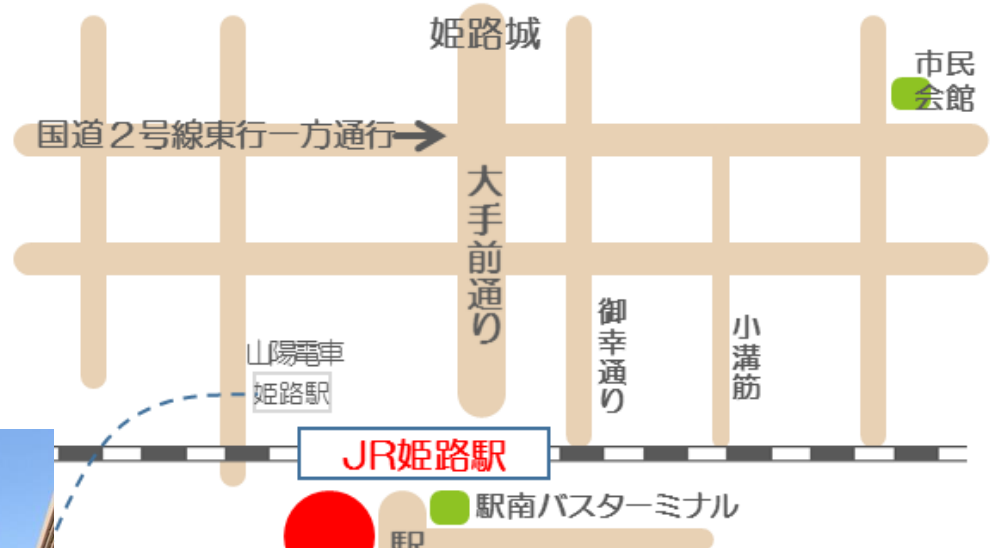 姫路城
市民
会館
国道２号線東行一方通行
大手前通り
御幸通り
小溝筋
山陽電車
姫路駅
JR姫路駅
駅南バスターミナル
駅